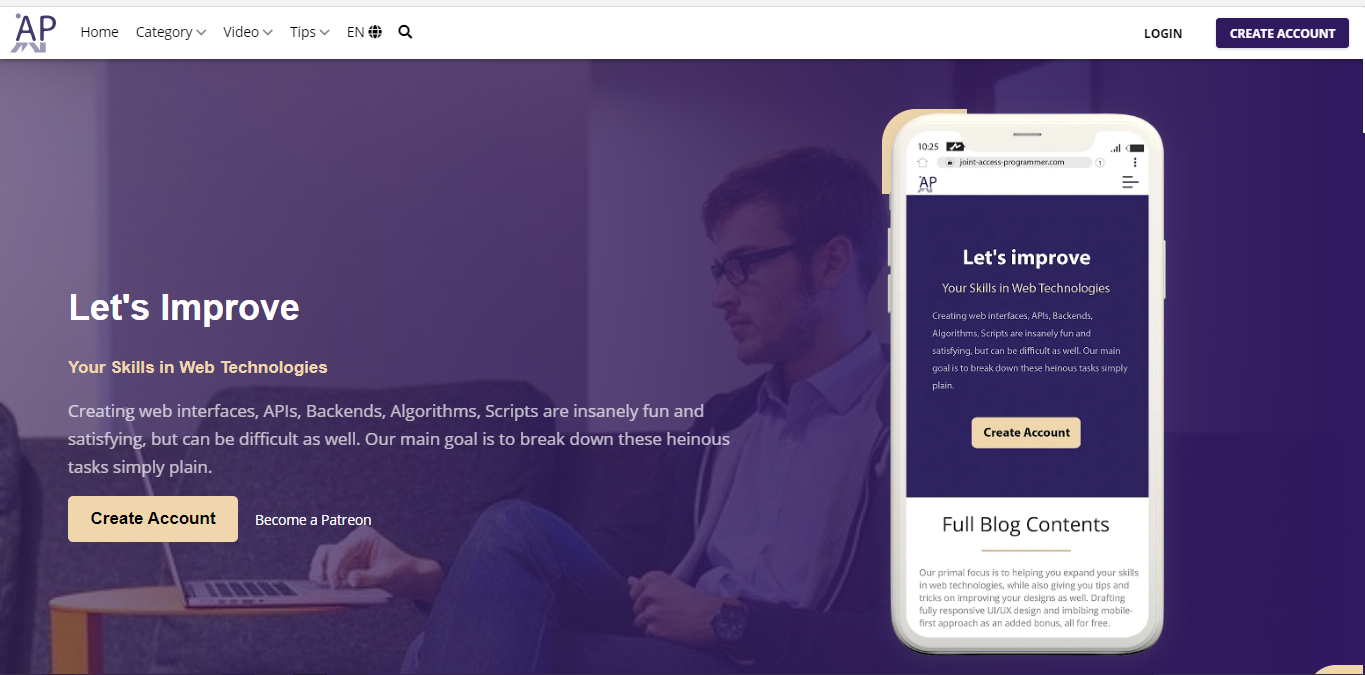 AP
Home Category Video Tips EN
LOGIN
CREATE ACCOUNT
Let's Improve
Your Skills in Web Technologies
Creating web interfaces, APIs, Backends, Algorithms, Scripts are insanely fun and
satisfying, but can be difficult as well. Our main goal is to break down these heinous
tasks simply plain.
Create Account
Become a Patreon
10:25
joint-access-programmer.com
1
AP
Let's improve
Your Skills in Web Technologies
Creating web interfaces, APIs, Backends,
Algorithms, Scripts are insanely fun and
satisfying, but can be difficult as well. Our main
goal is to break down these heinous tasks simply
plain.
Create Account
Full Blog Contents
Our primal focus is to helping you expand your skills
in web technologies, while also giving you tips and
tricks on improving your designs as well. Drafting
fully responsive UI/UX design and imbibing mobile-
first approach as an added bonus, all for free.